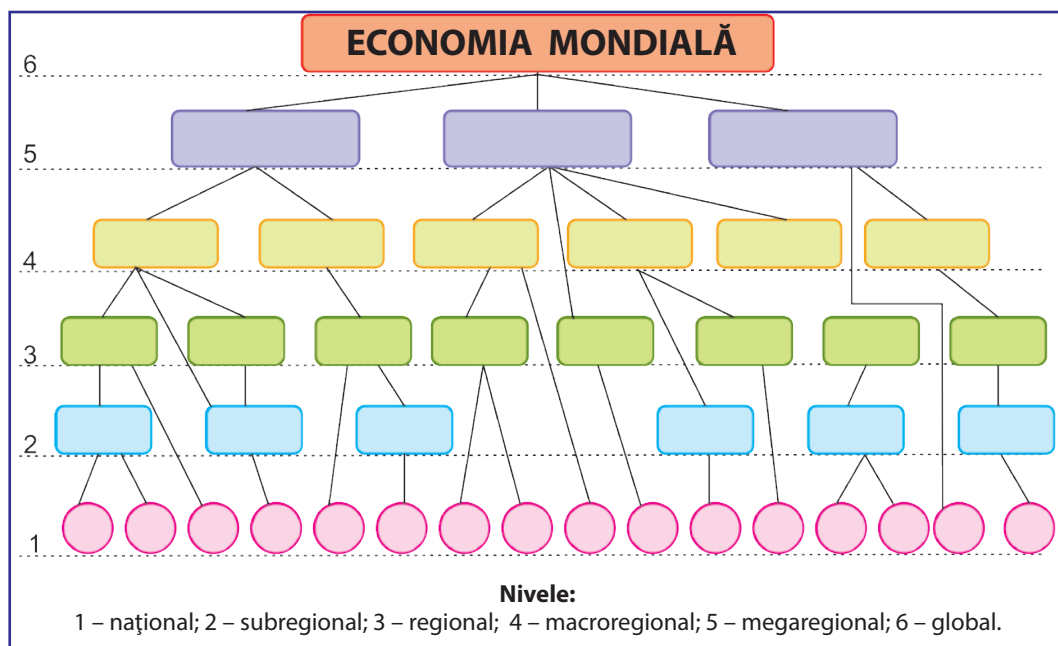 ECONOMIA MONDIALĂ
6
5
4
3
2
1
Nivele:
1 – naţional; 2 – subregional; 3 – regional; 4 – macroregional; 5 – megaregional; 6 – global.